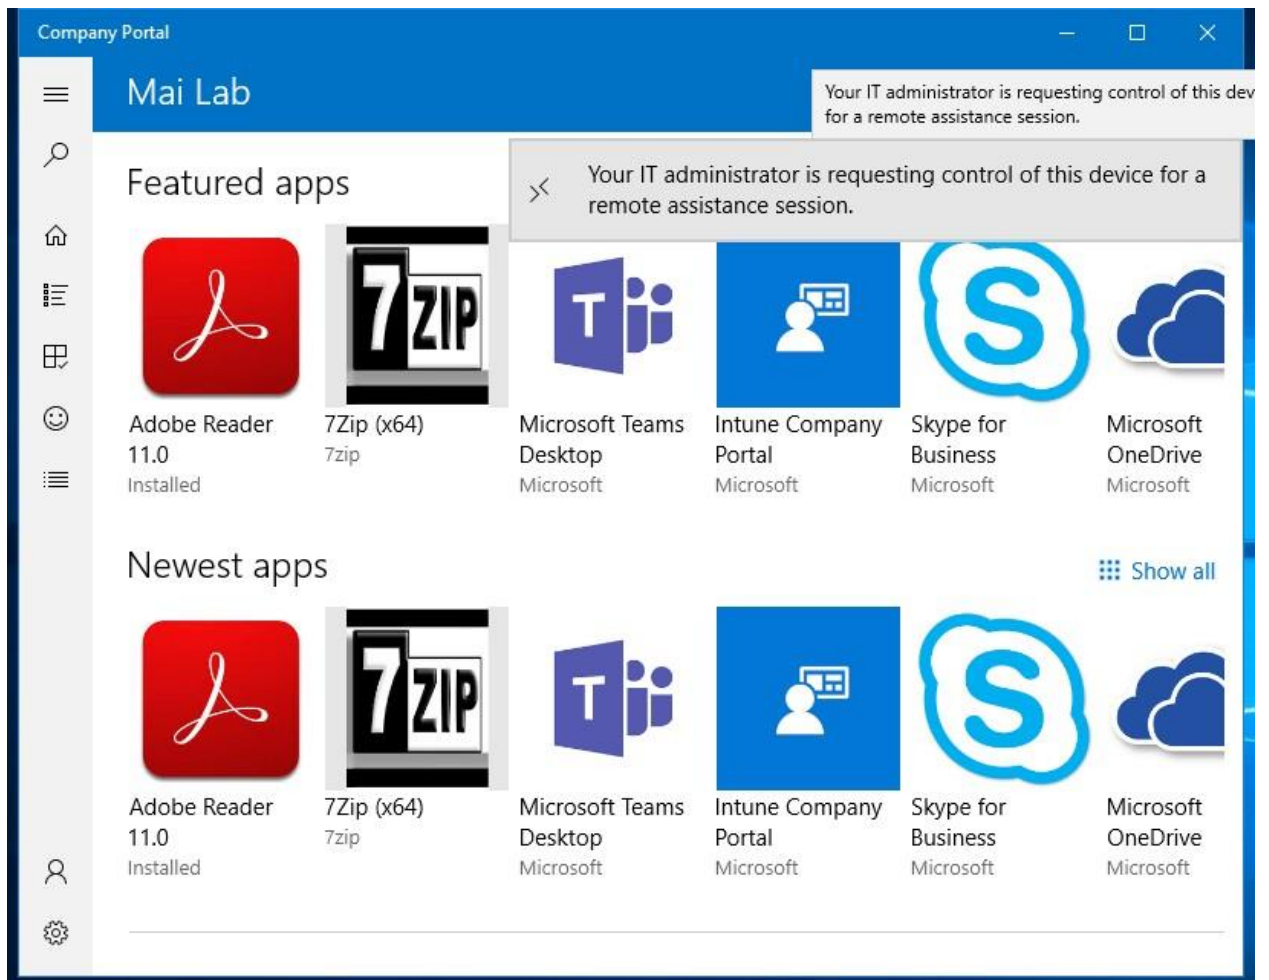 Company Portal
Mai Lab
Your IT administrator is requesting control of this dev
for a remote assistance session.
Your IT administrator is requesting control of this device for a
remote assistance session.
Featured apps
7 ZIP
T
S
Adobe Reader
11.0
Installed
7Zip (x64)
7zip
Microsoft Teams
Desktop
Microsoft
Intune Company
Portal
Microsoft
Skype for
Business
Microsoft
Microsoft
OneDrive
Microsoft
Newest apps
Show all
7 ZIP
T
S
Adobe Reader
11.0
Installed
7Zip (x64)
7zip
Microsoft Teams
Desktop
Microsoft
Intune Company
Portal
Microsoft
Skype for
Business
Microsoft
Microsoft
OneDrive
Microsoft